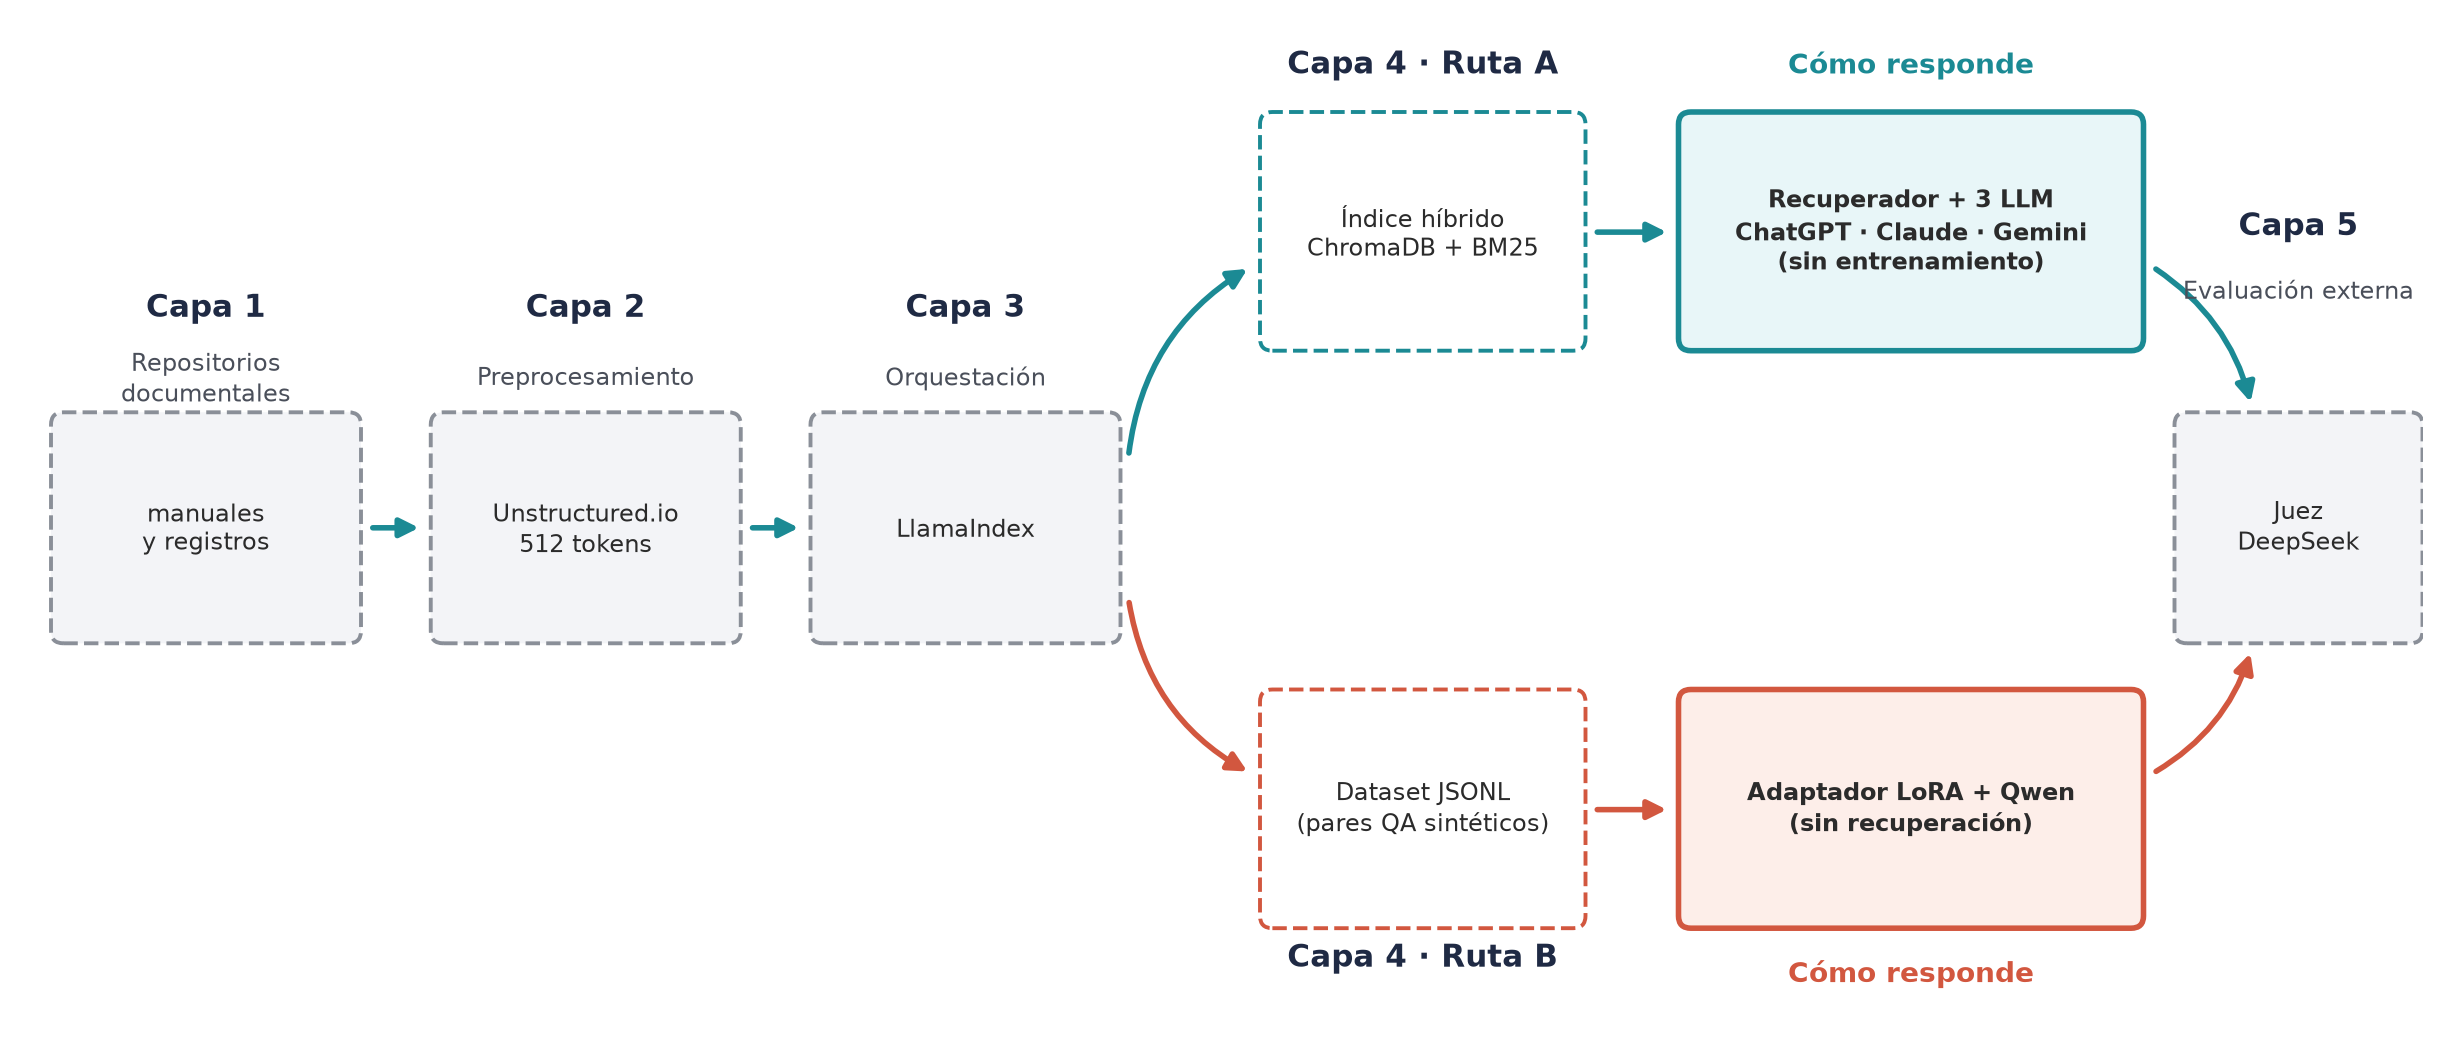 Capa 1
Repositorios
documentales
manuales
y registros
Capa 2
Preprocesamiento
Unstructured.io
512 tokens
Capa 3
Orquestación
LlamaIndex
Capa 4 · Ruta A
Índice híbrido
ChromaDB + BM25
Cómo responde
Recuperador + 3 LLM
ChatGPT · Claude · Gemini
(sin entrenamiento)
Dataset JSONL
(pares QA sintéticos)
Capa 4 · Ruta B
Adaptador LoRA + Qwen
(sin recuperación)
Cómo responde
Capa 5
Evaluación externa
Juez
DeepSeek